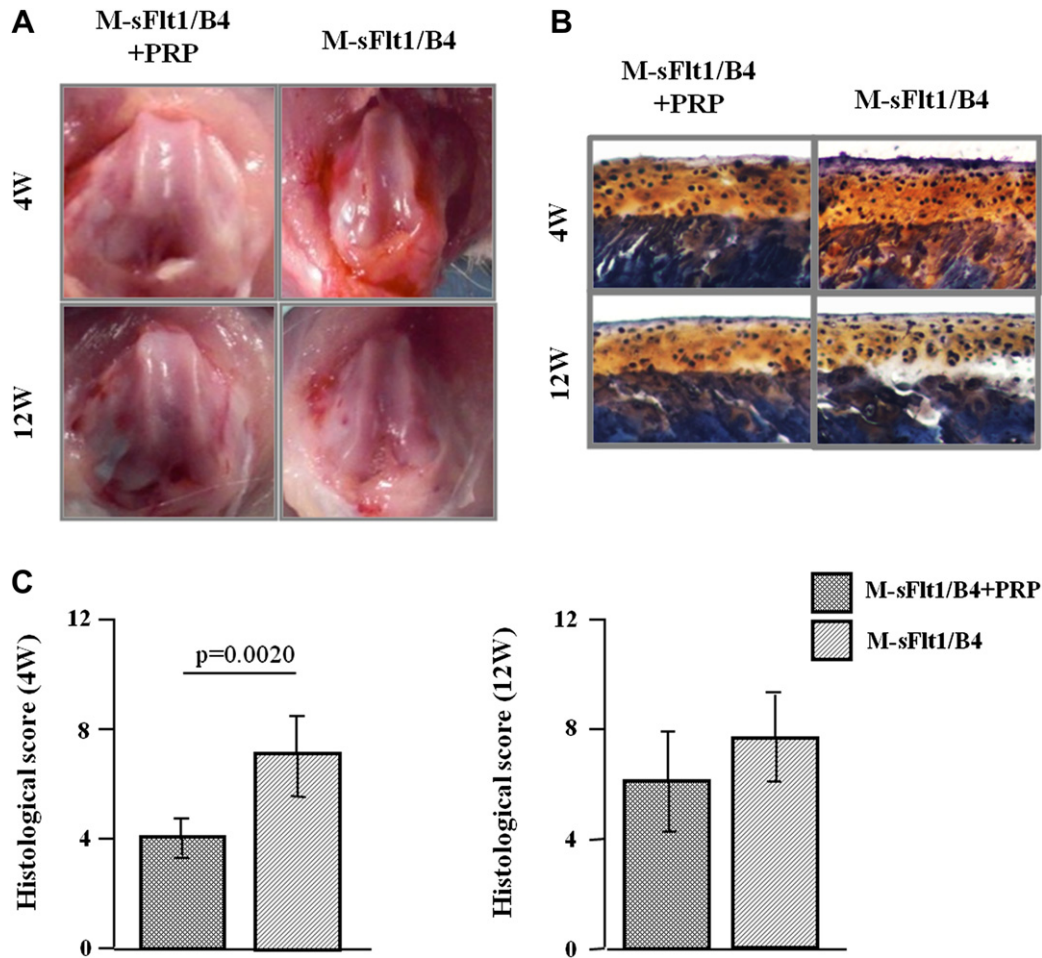 A
M-sFlt1/B4
+PRP
M-sFlt1/B4
4W
12W
B
M-sFlt1/B4
+PRP
M-sFlt1/B4
4W
12W
C
Histological score (4W)
12
8
4
0
p=0.0020
Histological score (12W)
12
8
4
0
M-sFlt1/B4+PRP
M-sFlt1/B4